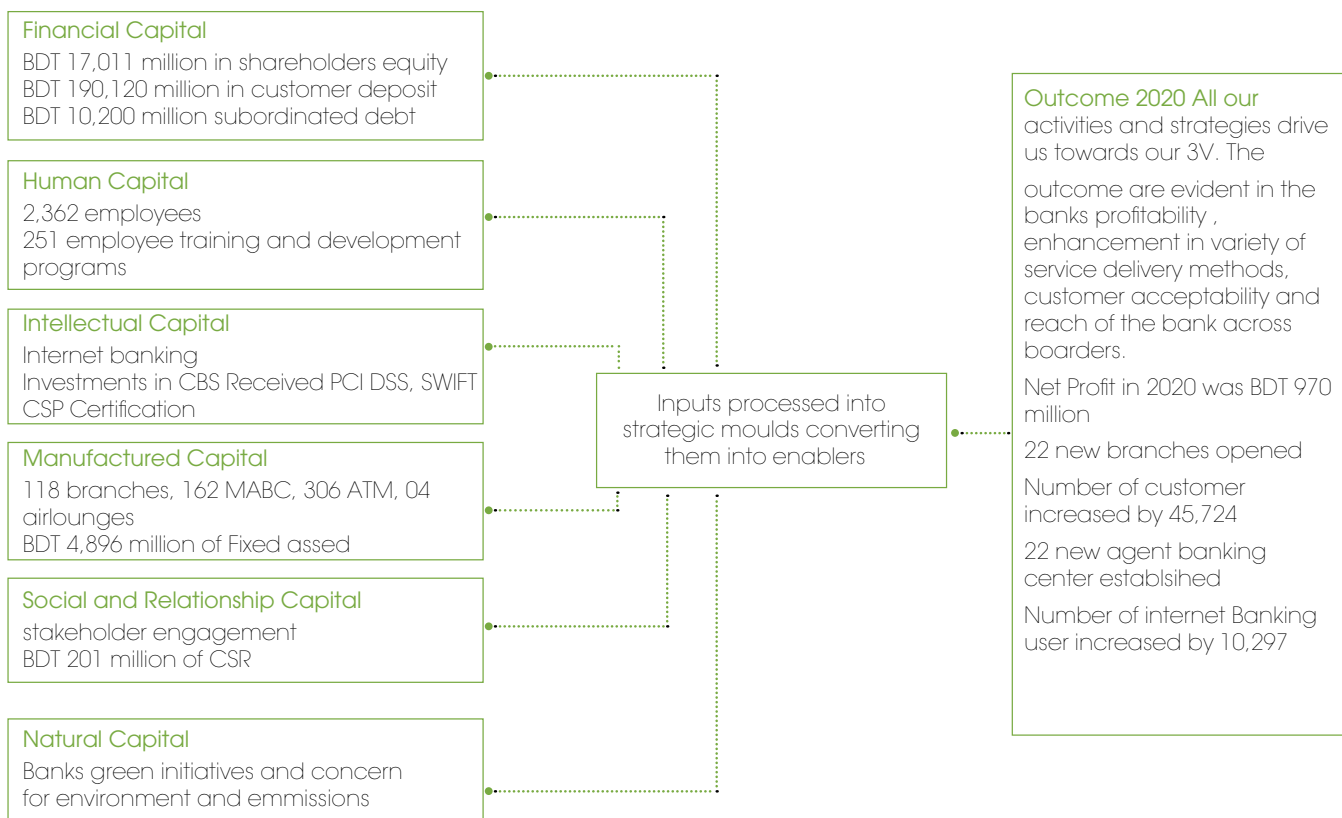 Financial Capital
BDT 17,011 million in shareholders equity
BDT 190,120 million in customer deposit
BDT 10,200 million subordinated debt
Human Capital
2,362 employees
251 employee training and development
programs
Intellectual Capital
Internet banking
Investments in CBS Received PCI DSS, SWIFT
CSP Certification
Manufactured Capital
118 branches, 162 MABC, 306 ATM, 04
airlounges
BDT 4,896 million of Fixed assed
Social and Relationship Capital
stakeholder engagement
BDT 201 million of CSR
Natural Capital
Banks green initiatives and concern
for environment and emmissions
Inputs processed into
strategic moulds converting
them into enablers
Outcome 2020 All our
activities and strategies drive
us towards our 3V. The
outcome are evident in the
banks profitability ,
enhancement in variety of
service delivery methods,
customer acceptability and
reach of the bank across
boarders.
Net Profit in 2020 was BDT 970
million
22 new branches opened
Number of customer
increased by 45,724
22 new agent banking
center establsihed
Number of internet Banking
user increased by 10,297